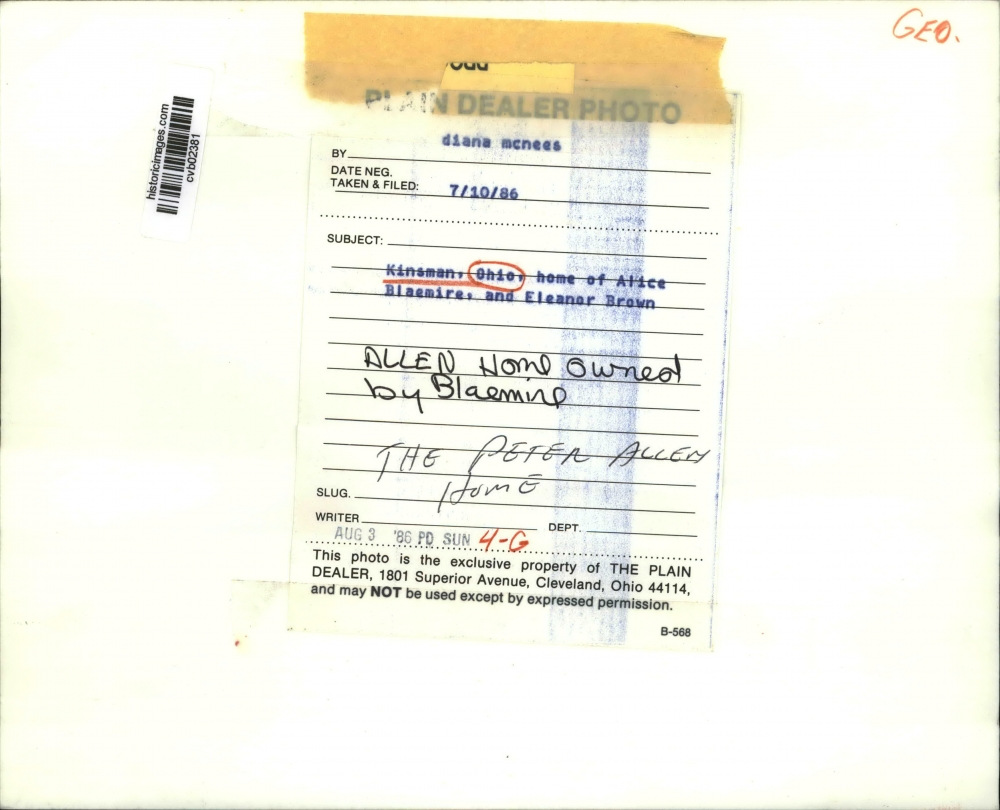 GEO.
historicimages.com
cvb02381
PLAIN DEALER PHOTO
diana mcnees
BY
DATE NEG.
TAKEN & FILED: 7/10/86
SUBJECT:
Kinsman, Ohio, home of Alice
Blaemire, and Eleanor Brown
ALLEN Home owned
by Blaemire
THE PETER ALLEN
HOME
SLUG.
WRITER DEPT.
AUG 3 '86 PD SUN 4-G
This photo is the exclusive property of THE PLAIN
DEALER, 1801 Superior Avenue, Cleveland, Ohio 44114,
and may NOT be used except by expressed permission.
B-568